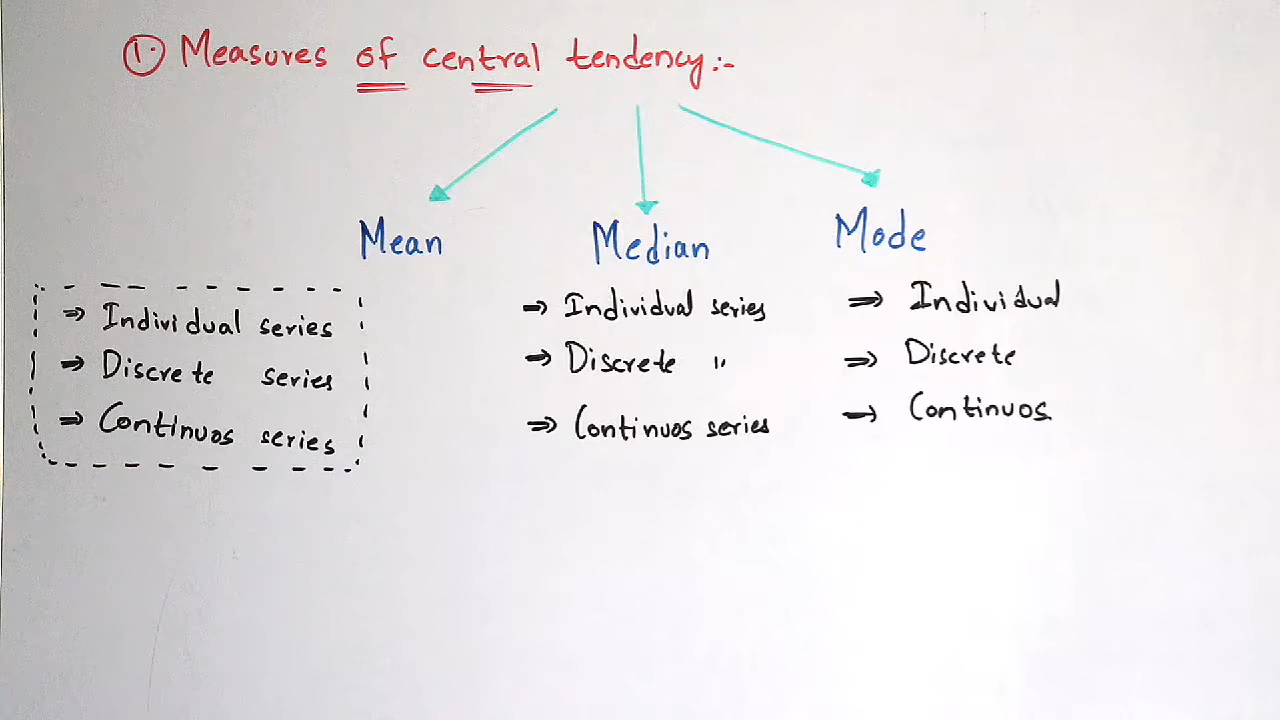 1. Measures of central tendency:-
Mean
Median
Mode
⇒ Individual series
⇒ Discrete series
⇒ Continuos series
⇒ Individual series
⇒ Discrete "
⇒ Continuos series
⇒ Individual
⇒ Discrete
⇒ Continuos